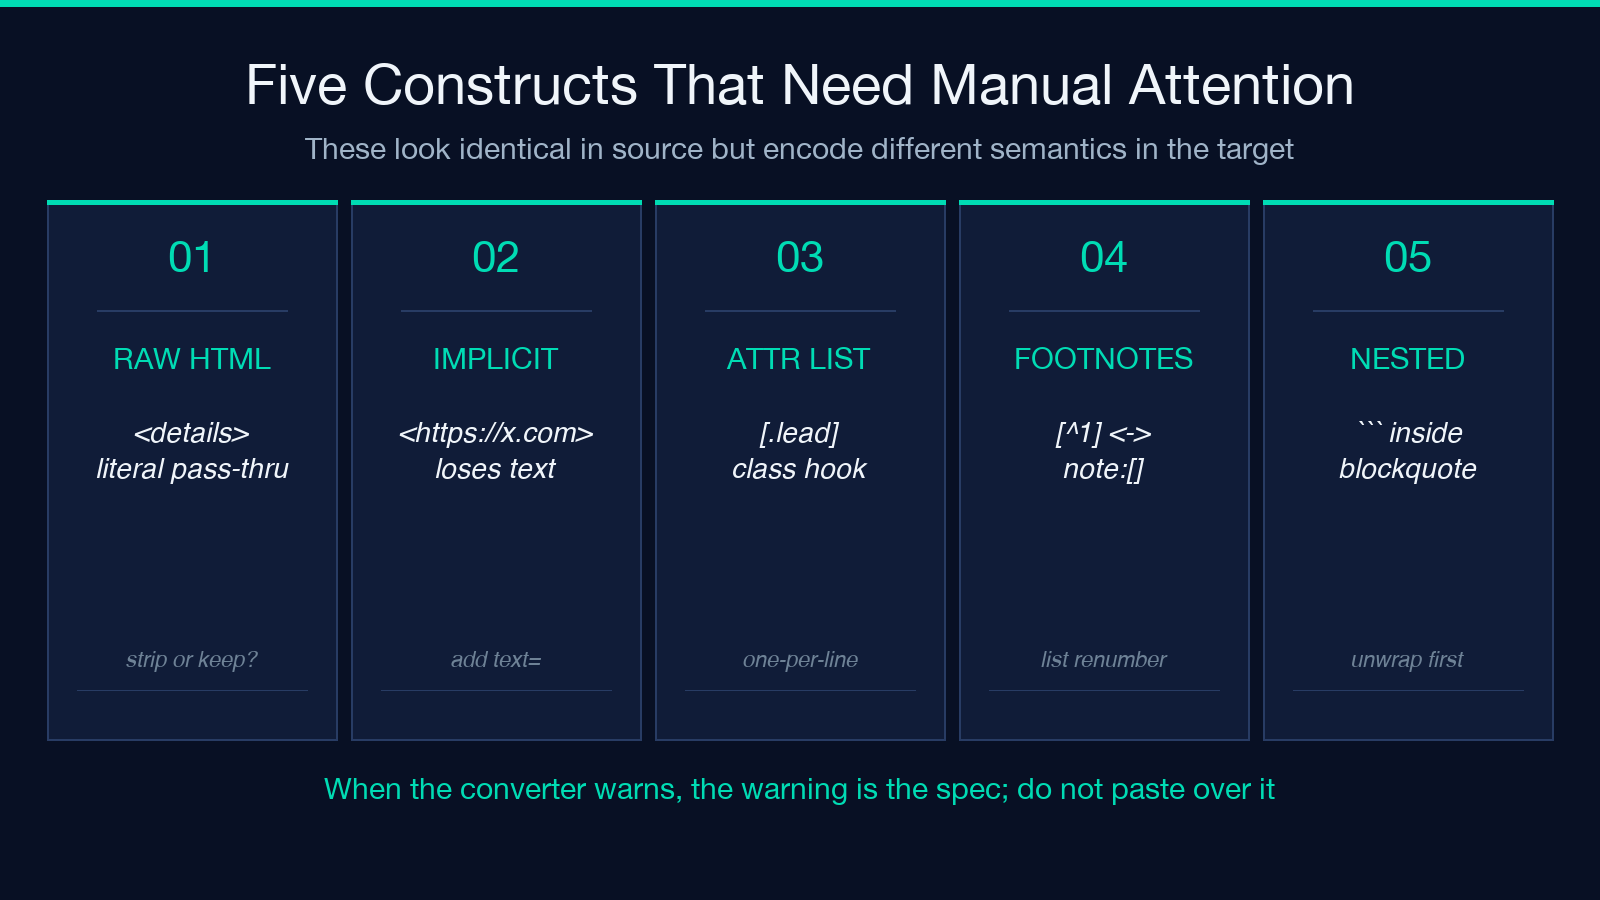 Five Constructs That Need Manual Attention
These look identical in source but encode different semantics in the target
01
RAW HTML
<details>
literal pass-thru
strip or keep?
02
IMPLICIT
<https://x.com>
loses text
add text=
03
ATTR LIST
[.lead]
class hook
one-per-line
04
FOOTNOTES
[^1] <->
note:[]
list renumber
05
NESTED
``` inside
blockquote
unwrap first
When the converter warns, the warning is the spec; do not paste over it